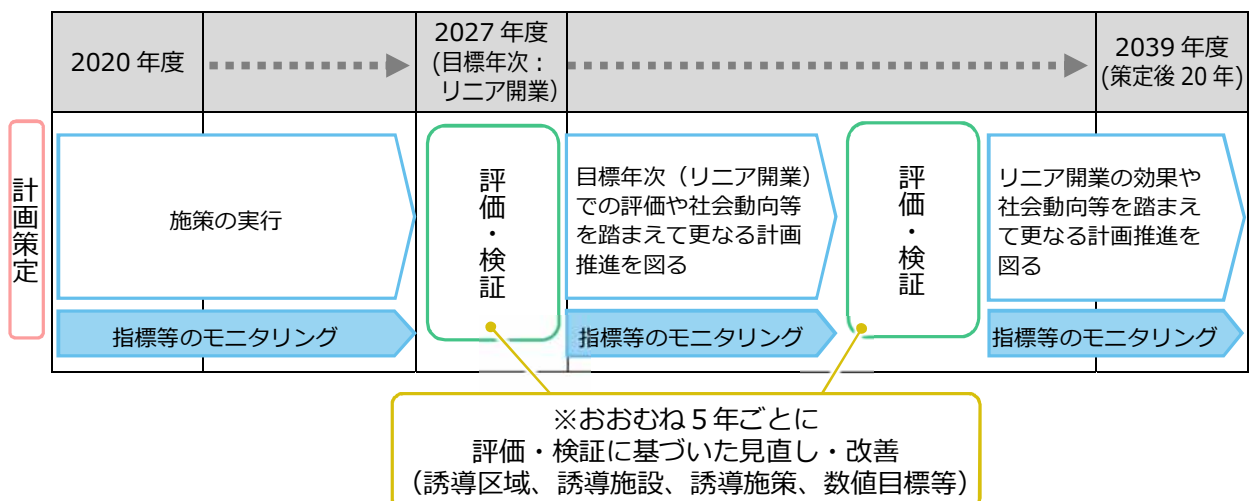 2020 年度
2027 年度
(目標年次：
リニア開業)
2039 年度
(策定後 20 年)
計画策定
施策の実行
評価・検証
目標年次（リニア開業）
での評価や社会動向等
を踏まえて更なる計画
推進を図る
評価・検証
リニア開業の効果や
社会動向等を踏まえ
て更なる計画推進を
図る
指標等のモニタリング
指標等のモニタリング
指標等のモニタリング
※おおむね５年ごとに
評価・検証に基づいた見直し・改善
（誘導区域、誘導施設、誘導施策、数値目標等）